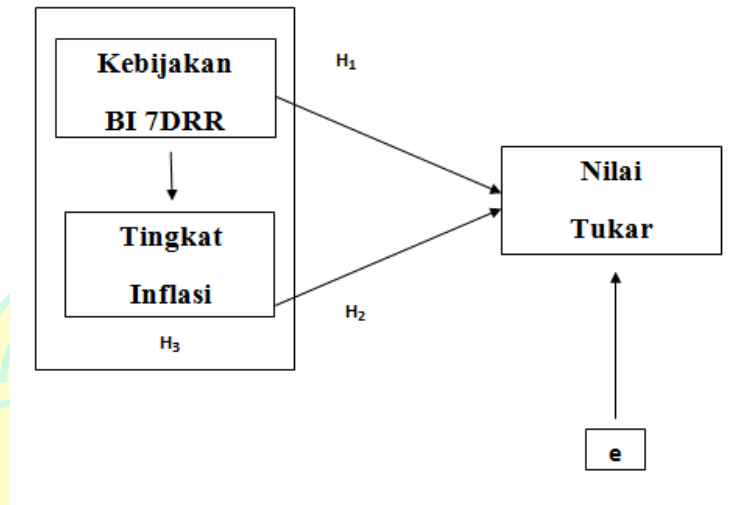 Kebijakan
BI 7DRR
H₁
Nilai
Tukar
Tingkat
Inflasi
H₂
H₃
e